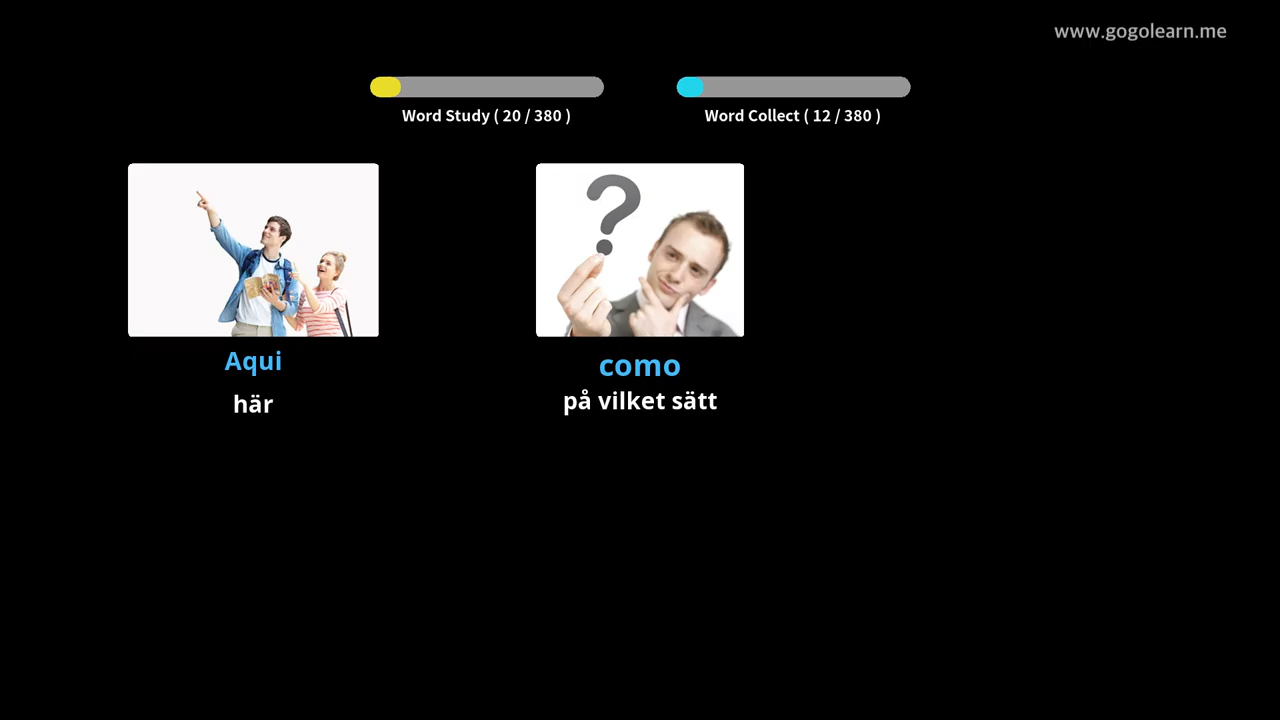 www.gogolearn.me
Word Study ( 20 / 380 )
Word Collect ( 12 / 380 )
Aqui
här
como
på vilket sätt